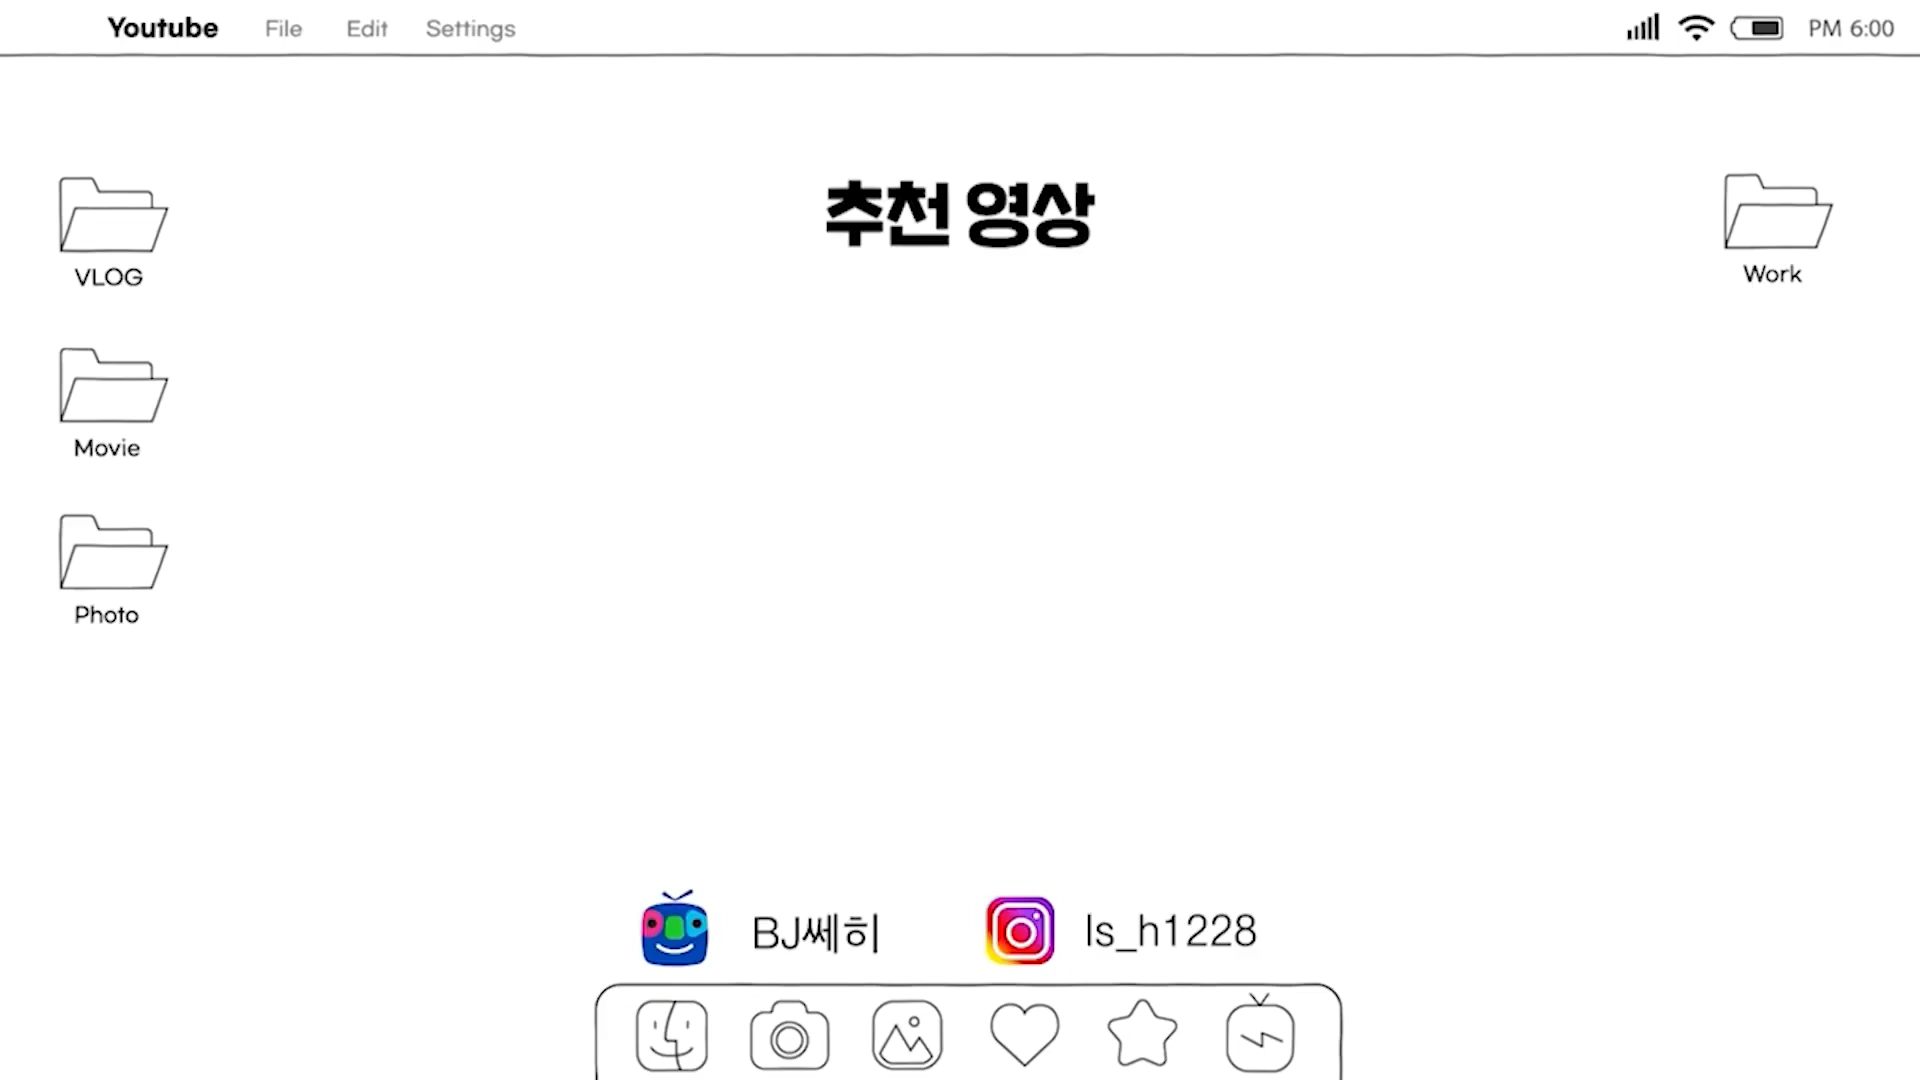 Youtube File Edit Settings PM 6:00
추천 영상
VLOG
Work
Movie
Photo
BJ쎄히 ls_h1228